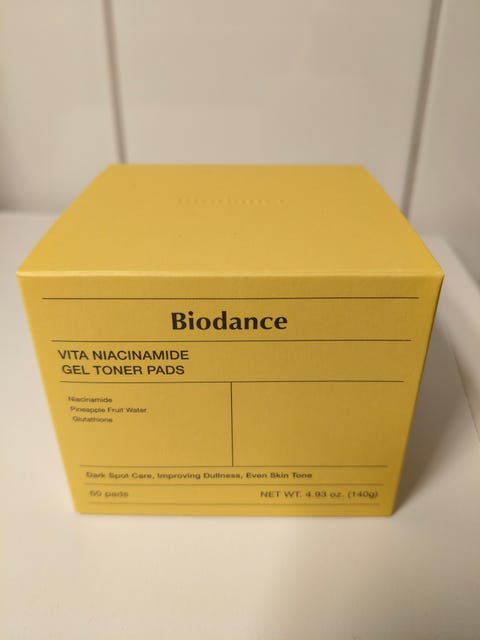 Biodance
Biodance
VITA NIACINAMIDE
GEL TONER PADS
Niacinamide
Pineapple Fruit Water
Glutathione
Dark Spot Care, Improving Dullness, Even Skin Tone
60 pads
NET WT. 4.93 oz. (140g)